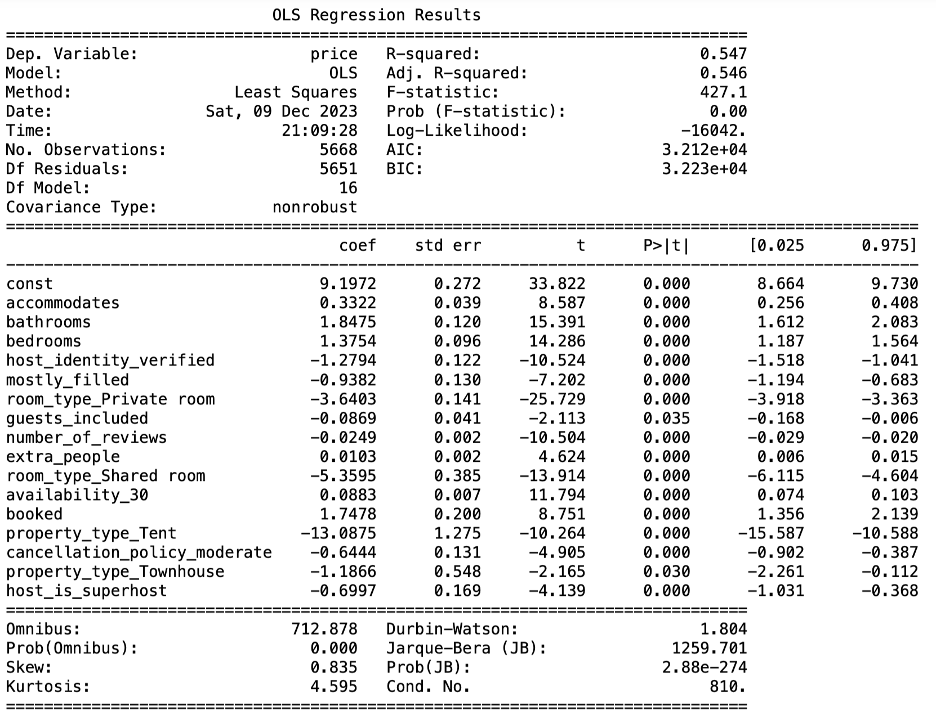 OLS Regression Results
==============================================================================
Dep. Variable: price R-squared: 0.547
Model: OLS Adj. R-squared: 0.546
Method: Least Squares F-statistic: 427.1
Date: Sat, 09 Dec 2023 Prob (F-statistic): 0.00
Time: 21:09:28 Log-Likelihood: -16042.
No. Observations: 5668 AIC: 3.212e+04
Df Residuals: 5651 BIC: 3.223e+04
Df Model: 16
Covariance Type: nonrobust
================================================================================================
coef std err t P>|t| [0.025 0.975]
------------------------------------------------------------------------------------------------
const 9.1972 0.272 33.822 0.000 8.664 9.730
accommodates 0.3322 0.039 8.587 0.000 0.256 0.408
bathrooms 1.8475 0.120 15.391 0.000 1.612 2.083
bedrooms 1.3754 0.096 14.286 0.000 1.187 1.564
host_identity_verified -1.2794 0.122 -10.524 0.000 -1.518 -1.041
mostly_filled -0.9382 0.130 -7.202 0.000 -1.194 -0.683
room_type_Private room -3.6403 0.141 -25.729 0.000 -3.918 -3.363
guests_included -0.0869 0.041 -2.113 0.035 -0.168 -0.006
number_of_reviews -0.0249 0.002 -10.504 0.000 -0.029 -0.020
extra_people 0.0103 0.002 4.624 0.000 0.006 0.015
room_type_Shared room -5.3595 0.385 -13.914 0.000 -6.115 -4.604
availability_30 0.0883 0.007 11.794 0.000 0.074 0.103
booked 1.7478 0.200 8.751 0.000 1.356 2.139
property_type_Tent -13.0875 1.275 -10.264 0.000 -15.587 -10.588
cancellation_policy_moderate -0.6444 0.131 -4.905 0.000 -0.902 -0.387
property_type_Townhouse -1.1866 0.548 -2.165 0.030 -2.261 -0.112
host_is_superhost -0.6997 0.169 -4.139 0.000 -1.031 -0.368
==============================================================================
Omnibus: 712.878 Durbin-Watson: 1.804
Prob(Omnibus): 0.000 Jarque-Bera (JB): 1259.701
Skew: 0.835 Prob(JB): 2.88e-274
Kurtosis: 4.595 Cond. No. 810.
==============================================================================